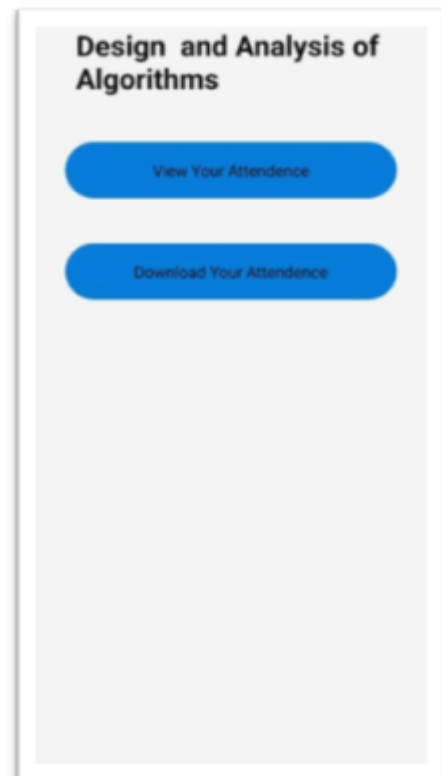 Design  and Analysis of
Algorithms
View Your Attendence
Download Your Attendence